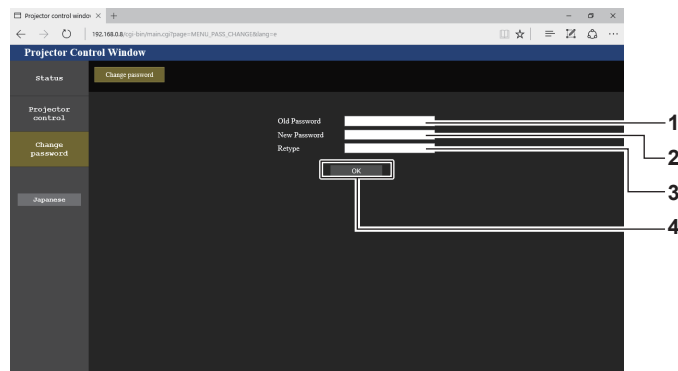 Projector control windov
192.168.0.8/cgi-bin/main.cgi?page=MENU_PASS_CHANGE&lang=e
Projector Control Window
Status
Change password
Projector
control
Change
password
Japanese
Old Password
New Password
Retype
OK
1
2
3
4